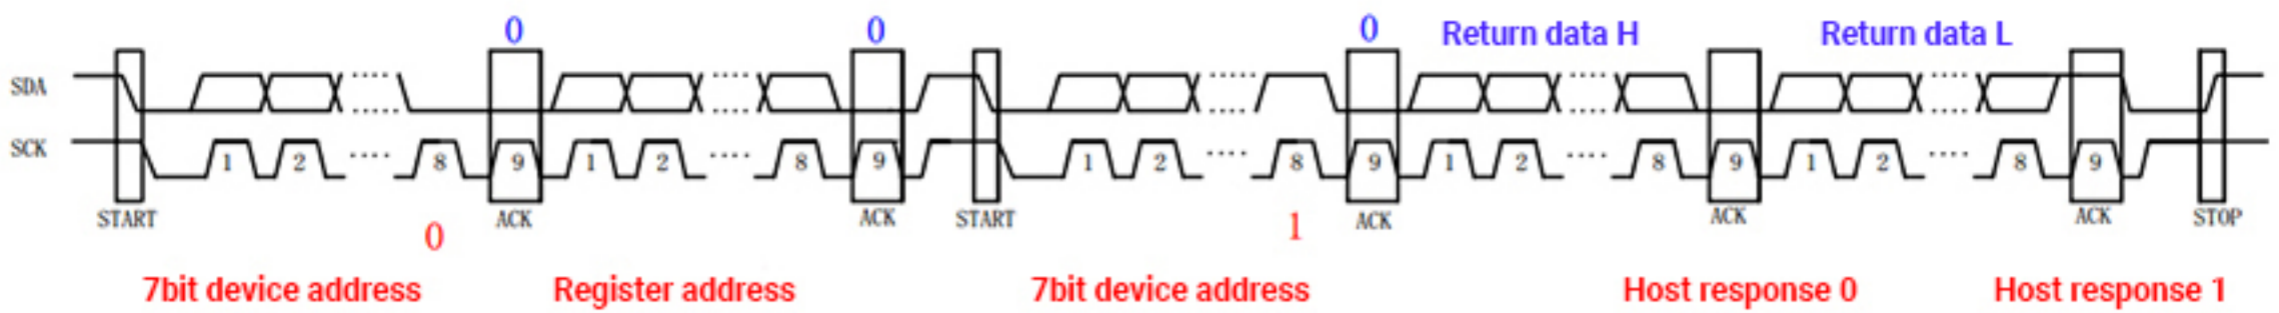 0 0 0 Return data H Return data L
SDA
SCK 1 2 8 9 1 2 8 9 1 2 8 9 1 2 8 9 1 2 8 9
START ACK ACK START ACK ACK ACK STOP
0 1
7bit device address Register address 7bit device address Host response 0 Host response 1